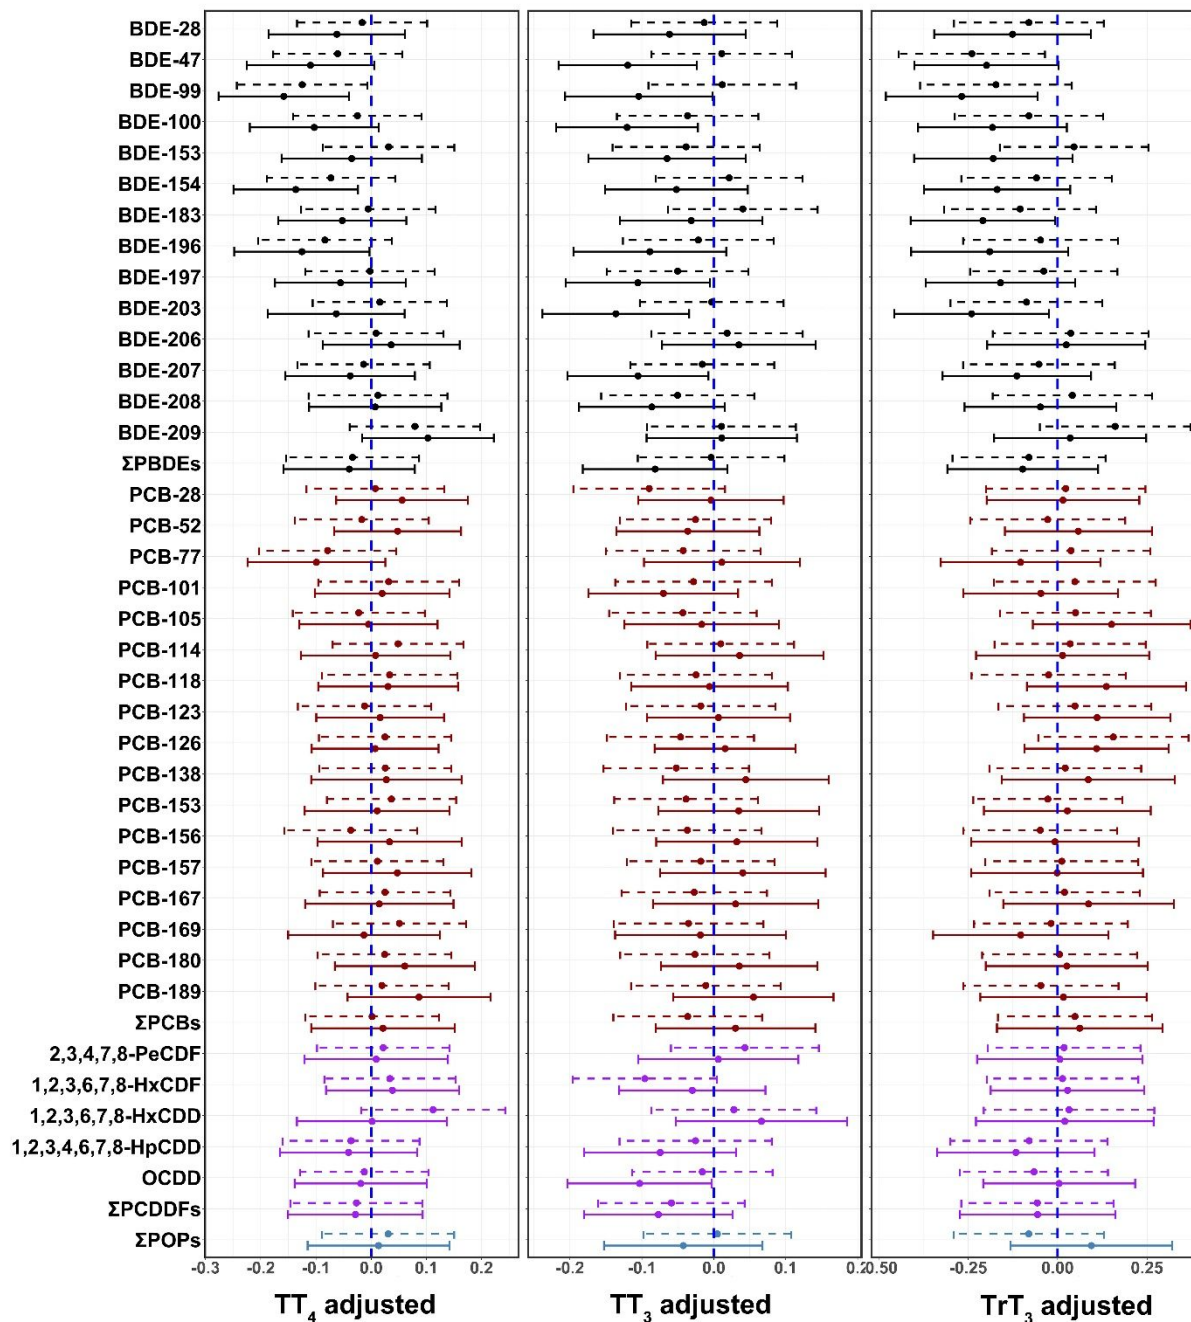 BDE-28
BDE-47
BDE-99
BDE-100
BDE-153
BDE-154
BDE-183
BDE-196
BDE-197
BDE-203
BDE-206
BDE-207
BDE-208
BDE-209
ΣPBDEs
PCB-28
PCB-52
PCB-77
PCB-101
PCB-105
PCB-114
PCB-118
PCB-123
PCB-126
PCB-138
PCB-153
PCB-156
PCB-157
PCB-167
PCB-169
PCB-180
PCB-189
ΣPCBs
2,3,4,7,8-PeCDF
1,2,3,6,7,8-HxCDF
1,2,3,6,7,8-HxCDD
1,2,3,4,6,7,8-HpCDD
OCDD
ΣPCDDFs
ΣPOPs
-0.3 -0.2 -0.1 0.0 0.1 0.2 -0.2 -0.1 0.0 0.1 0.2 0.50 -0.25 0.00 0.25
TT₄ adjusted TT₃ adjusted TrT₃ adjusted